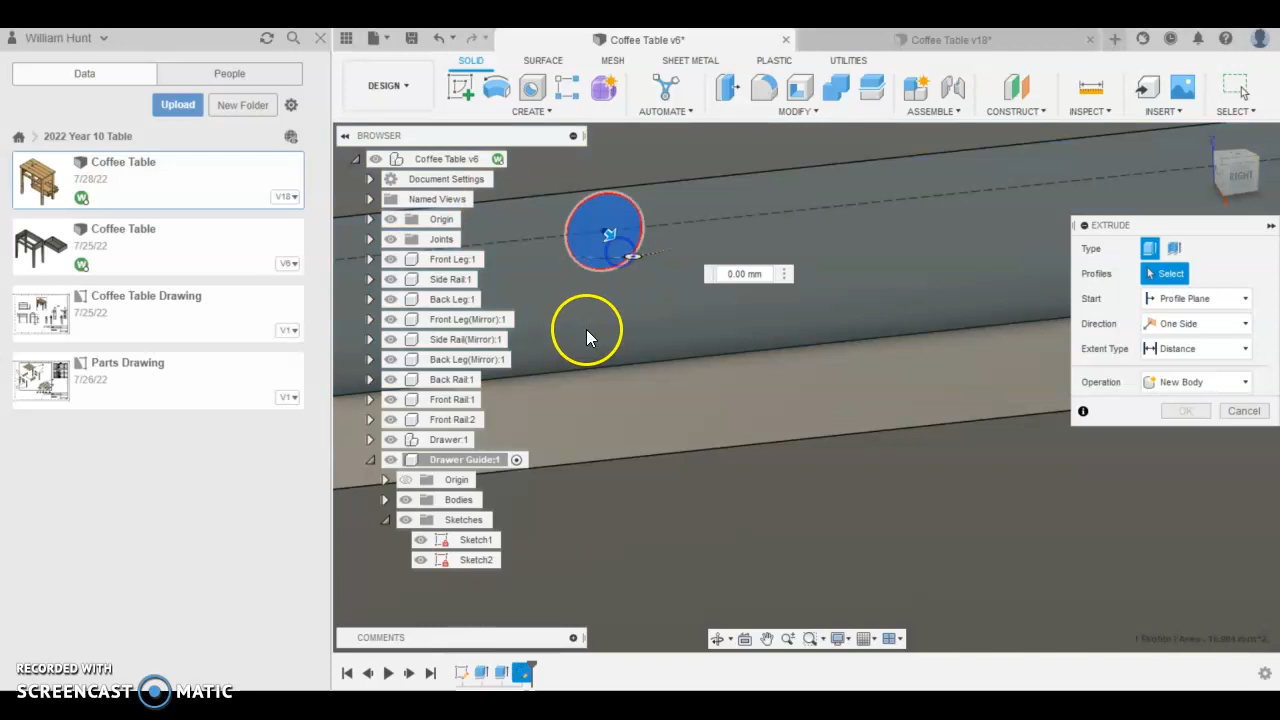 William Hunt
Coffee Table v6*
Coffee Table v18*
Data
People
Upload
New Folder
2022 Year 10 Table
Coffee Table
7/28/22
V18
Coffee Table
7/25/22
V6
Coffee Table Drawing
7/25/22
V1
Parts Drawing
7/26/22
V1
DESIGN
SOLID
SURFACE
MESH
SHEET METAL
PLASTIC
UTILITIES
CREATE
AUTOMATE
MODIFY
ASSEMBLE
CONSTRUCT
INSPECT
INSERT
SELECT
BROWSER
Coffee Table v6
Document Settings
Named Views
Origin
Joints
Front Leg:1
Side Rail:1
Back Leg:1
Front Leg(Mirror):1
Side Rail(Mirror):1
Back Leg(Mirror):1
Back Rail:1
Front Rail:1
Front Rail:2
Drawer:1
Drawer Guide:1
Origin
Bodies
Sketches
Sketch1
Sketch2
0.00 mm
Z
RIGHT
EXTRUDE
Type
Profiles
Select
Start
Profile Plane
Direction
One Side
Extent Type
Distance
Operation
New Body
OK
Cancel
COMMENTS
RECORDED WITH
SCREENCAST MATIC